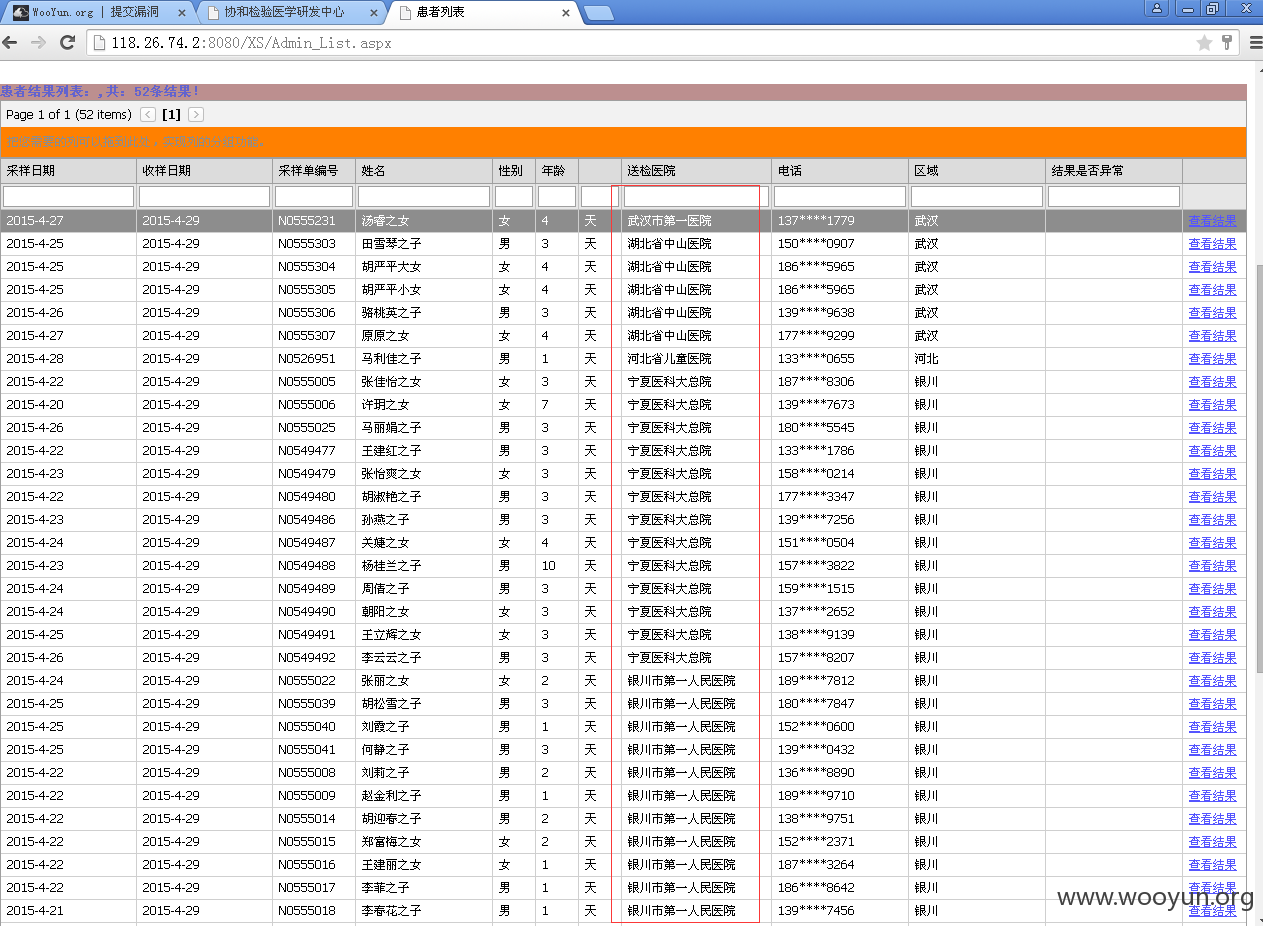 WooYun.org | 提交漏洞 协和检验医学研发中心 患者列表
118.26.74.2:8080/XS/Admin_List.aspx
患者结果列表：,共：52条结果！
Page 1 of 1 (52 items) [1]
采样日期 收样日期 采样单编号 姓名 性别 年龄 送检医院 电话 区域 结果是否异常
2015-4-27 2015-4-29 N0555231 汤睿之女 女 4 天 武汉市第一医院 137****1779 武汉 查看结果
2015-4-25 2015-4-29 N0555303 田雪琴之子 男 3 天 湖北省中山医院 150****0907 武汉 查看结果
2015-4-25 2015-4-29 N0555304 胡严平大女 女 4 天 湖北省中山医院 186****5965 武汉 查看结果
2015-4-25 2015-4-29 N0555305 胡严平小女 女 4 天 湖北省中山医院 186****5965 武汉 查看结果
2015-4-26 2015-4-29 N0555306 骆桃英之子 男 3 天 湖北省中山医院 139****9638 武汉 查看结果
2015-4-27 2015-4-29 N0555307 原原之女 女 4 天 湖北省中山医院 177****9299 武汉 查看结果
2015-4-28 2015-4-29 N0526951 马利佳之子 男 1 天 河北省儿童医院 133****0655 河北 查看结果
2015-4-22 2015-4-29 N0555005 张佳怡之女 女 3 天 宁夏医科大总院 187****8306 银川 查看结果
2015-4-20 2015-4-29 N0555006 许玥之女 女 7 天 宁夏医科大总院 139****7673 银川 查看结果
2015-4-26 2015-4-29 N0555025 马丽娟之子 男 3 天 宁夏医科大总院 180****5545 银川 查看结果
2015-4-22 2015-4-29 N0549477 王建红之子 男 3 天 宁夏医科大总院 133****1786 银川 查看结果
2015-4-23 2015-4-29 N0549479 张怡爽之女 女 3 天 宁夏医科大总院 158****0214 银川 查看结果
2015-4-22 2015-4-29 N0549480 胡淑艳之子 男 3 天 宁夏医科大总院 177****3347 银川 查看结果
2015-4-23 2015-4-29 N0549486 孙燕之子 男 3 天 宁夏医科大总院 139****7256 银川 查看结果
2015-4-24 2015-4-29 N0549487 关婕之女 女 4 天 宁夏医科大总院 151****0504 银川 查看结果
2015-4-23 2015-4-29 N0549488 杨桂兰之子 男 10 天 宁夏医科大总院 157****3822 银川 查看结果
2015-4-24 2015-4-29 N0549489 周倩之子 男 3 天 宁夏医科大总院 159****1515 银川 查看结果
2015-4-24 2015-4-29 N0549490 朝阳之女 女 3 天 宁夏医科大总院 137****2652 银川 查看结果
2015-4-25 2015-4-29 N0549491 王立辉之女 女 3 天 宁夏医科大总院 138****9139 银川 查看结果
2015-4-26 2015-4-29 N0549492 李云云之子 男 3 天 宁夏医科大总院 157****8207 银川 查看结果
2015-4-24 2015-4-29 N0555022 张丽之女 女 2 天 银川市第一人民医院 189****7812 银川 查看结果
2015-4-25 2015-4-29 N0555039 胡松雪之子 男 3 天 银川市第一人民医院 180****7847 银川 查看结果
2015-4-25 2015-4-29 N0555040 刘霞之子 男 1 天 银川市第一人民医院 152****0600 银川 查看结果
2015-4-25 2015-4-29 N0555041 何静之子 男 3 天 银川市第一人民医院 139****0432 银川 查看结果
2015-4-22 2015-4-29 N0555008 刘莉之子 男 2 天 银川市第一人民医院 136****8890 银川 查看结果
2015-4-22 2015-4-29 N0555009 赵金利之子 男 1 天 银川市第一人民医院 189****9710 银川 查看结果
2015-4-22 2015-4-29 N0555014 胡迎春之子 男 2 天 银川市第一人民医院 138****9751 银川 查看结果
2015-4-22 2015-4-29 N0555015 郑富梅之女 女 2 天 银川市第一人民医院 152****2371 银川 查看结果
2015-4-22 2015-4-29 N0555016 王建丽之女 女 1 天 银川市第一人民医院 187****3264 银川 查看结果
2015-4-22 2015-4-29 N0555017 李菲之子 男 1 天 银川市第一人民医院 186****8642 银川 查看结果
2015-4-21 2015-4-29 N0555018 李春花之子 男 1 天 银川市第一人民医院 139****7456 银川 查看结果
www.wooyun.org